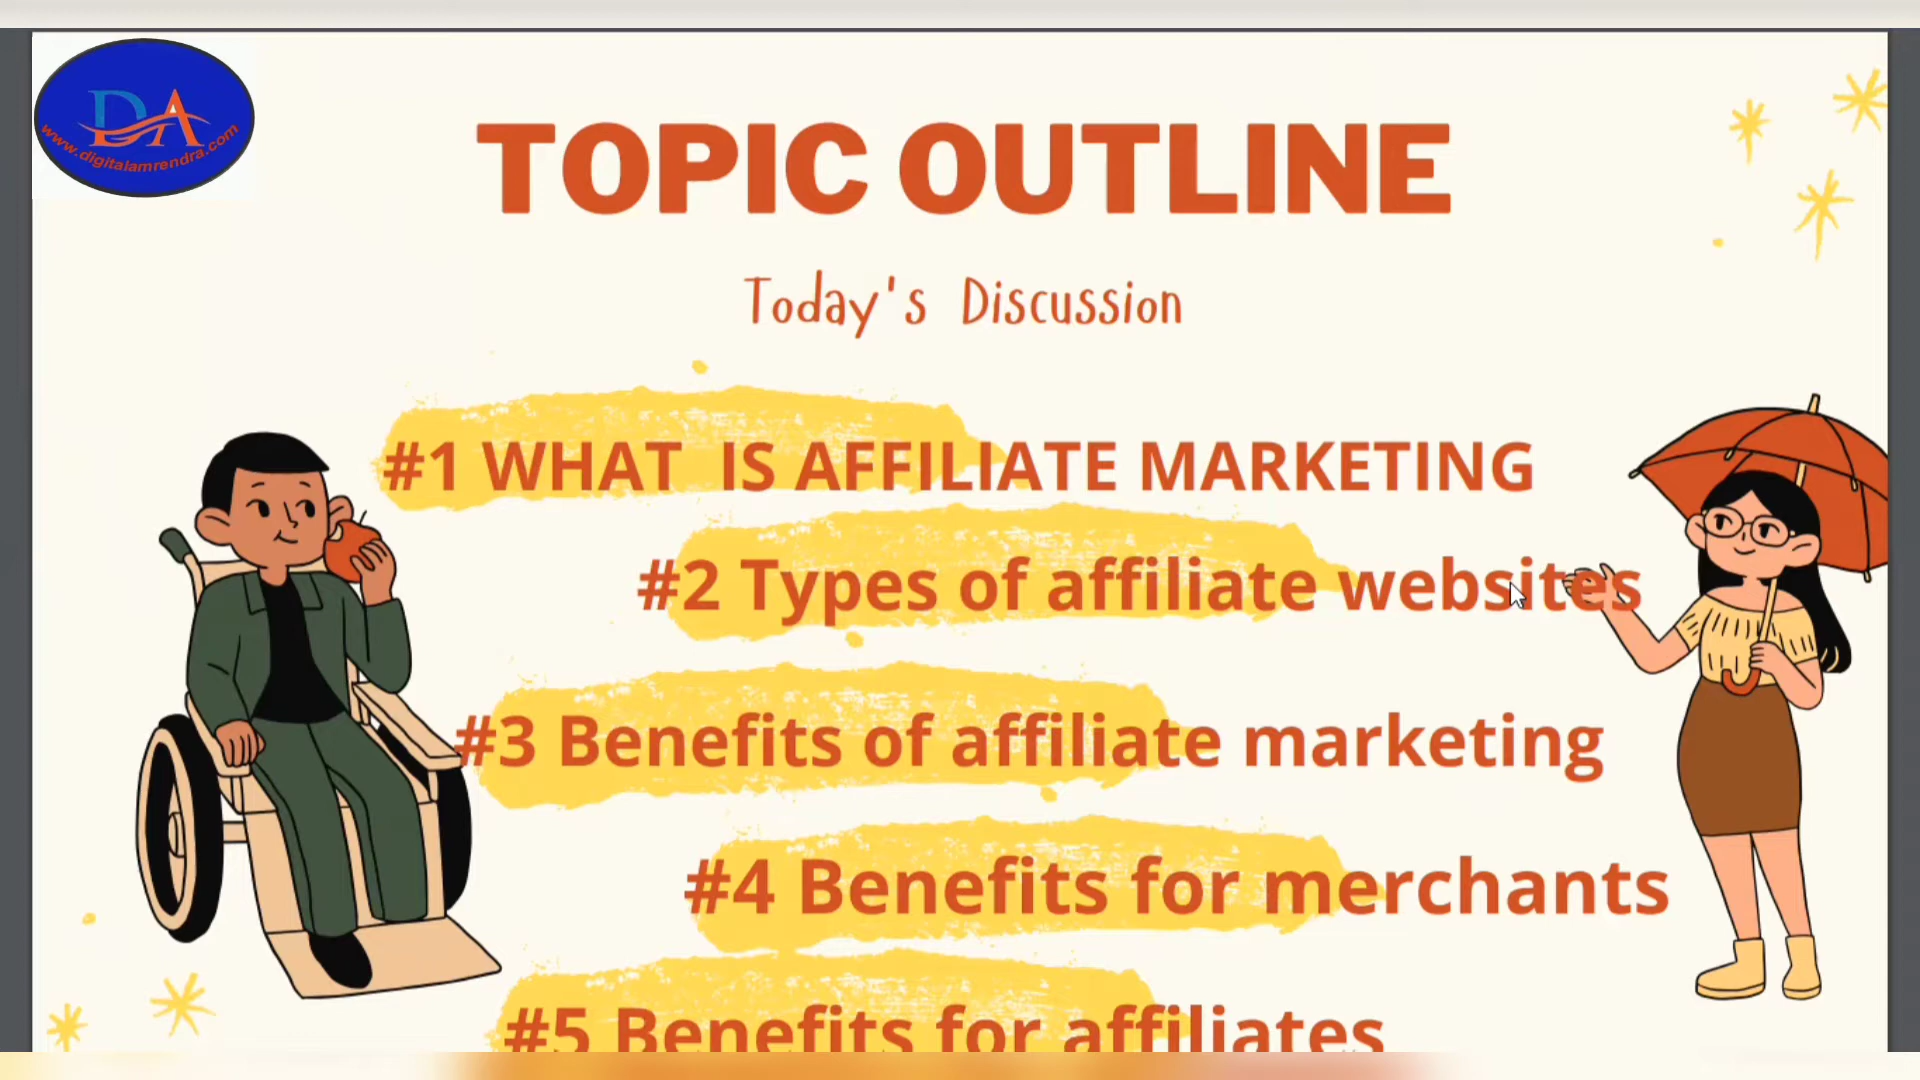 DA
www.digitalamrendra.com
TOPIC OUTLINE
Today's Discussion
#1 WHAT IS AFFILIATE MARKETING
#2 Types of affiliate websites
#3 Benefits of affiliate marketing
#4 Benefits for merchants
#5 Benefits for affiliates